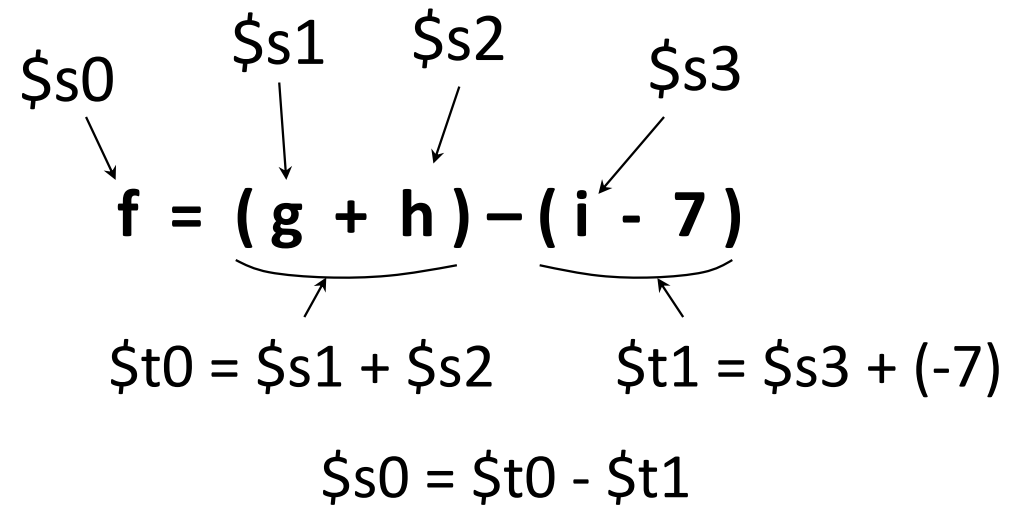 $s0 $s1 $s2 $s3
f = ( g + h ) – ( i - 7 )
$t0 = $s1 + $s2 $t1 = $s3 + (-7)
$s0 = $t0 - $t1